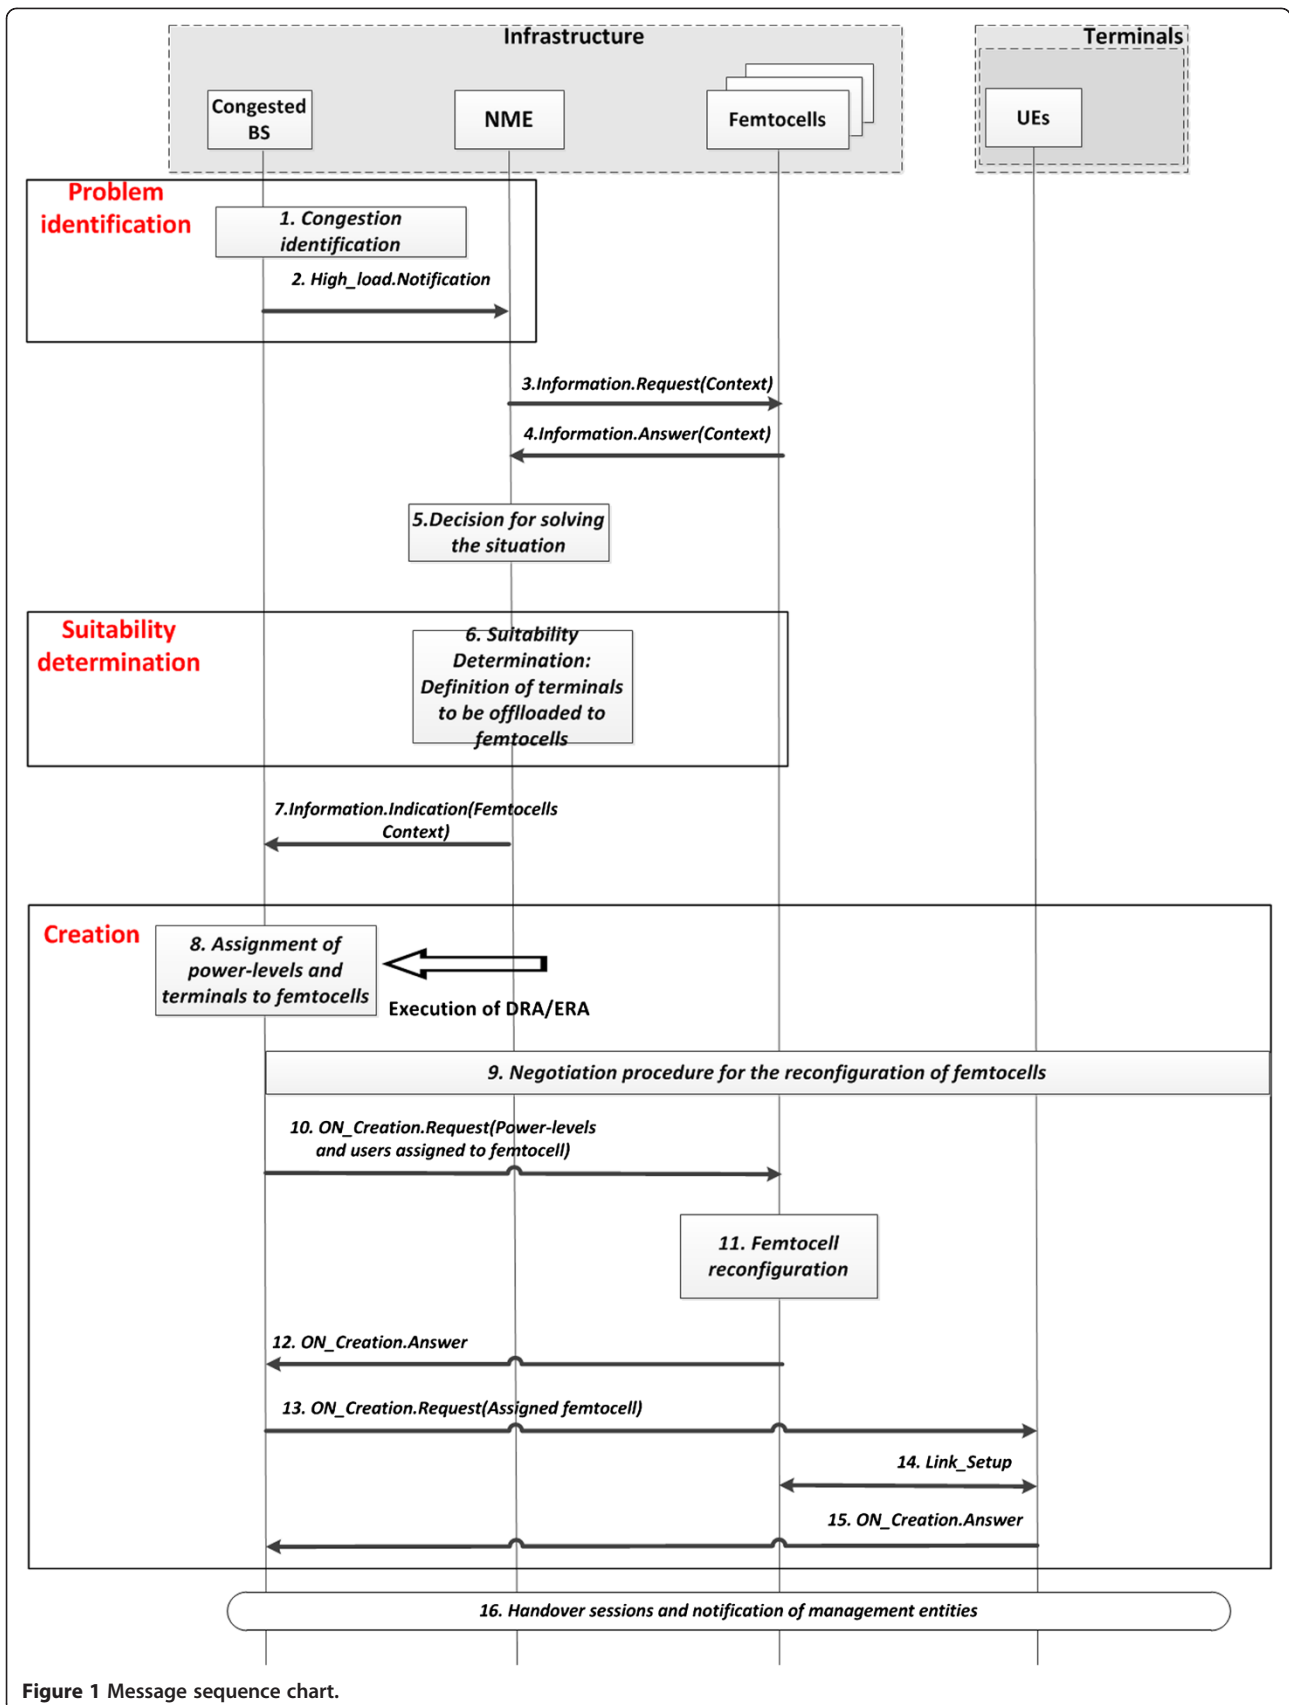 Infrastructure
Terminals
Congested
BS
NME
Femtocells
UEs
Problem
identification
1. Congestion
identification
2. High_load.Notification
3.Information.Request(Context)
4.Information.Answer(Context)
5.Decision for solving
the situation
Suitability
determination
6. Suitability
Determination:
Definition of terminals
to be offlloaded to
femtocells
7.Information.Indication(Femtocells
Context)
Creation
8. Assignment of
power-levels and
terminals to femtocells
Execution of DRA/ERA
9. Negotiation procedure for the reconfiguration of femtocells
10. ON_Creation.Request(Power-levels
and users assigned to femtocell)
11. Femtocell
reconfiguration
12. ON_Creation.Answer
13. ON_Creation.Request(Assigned femtocell)
14. Link_Setup
15. ON_Creation.Answer
16. Handover sessions and notification of management entities
Figure 1 Message sequence chart.